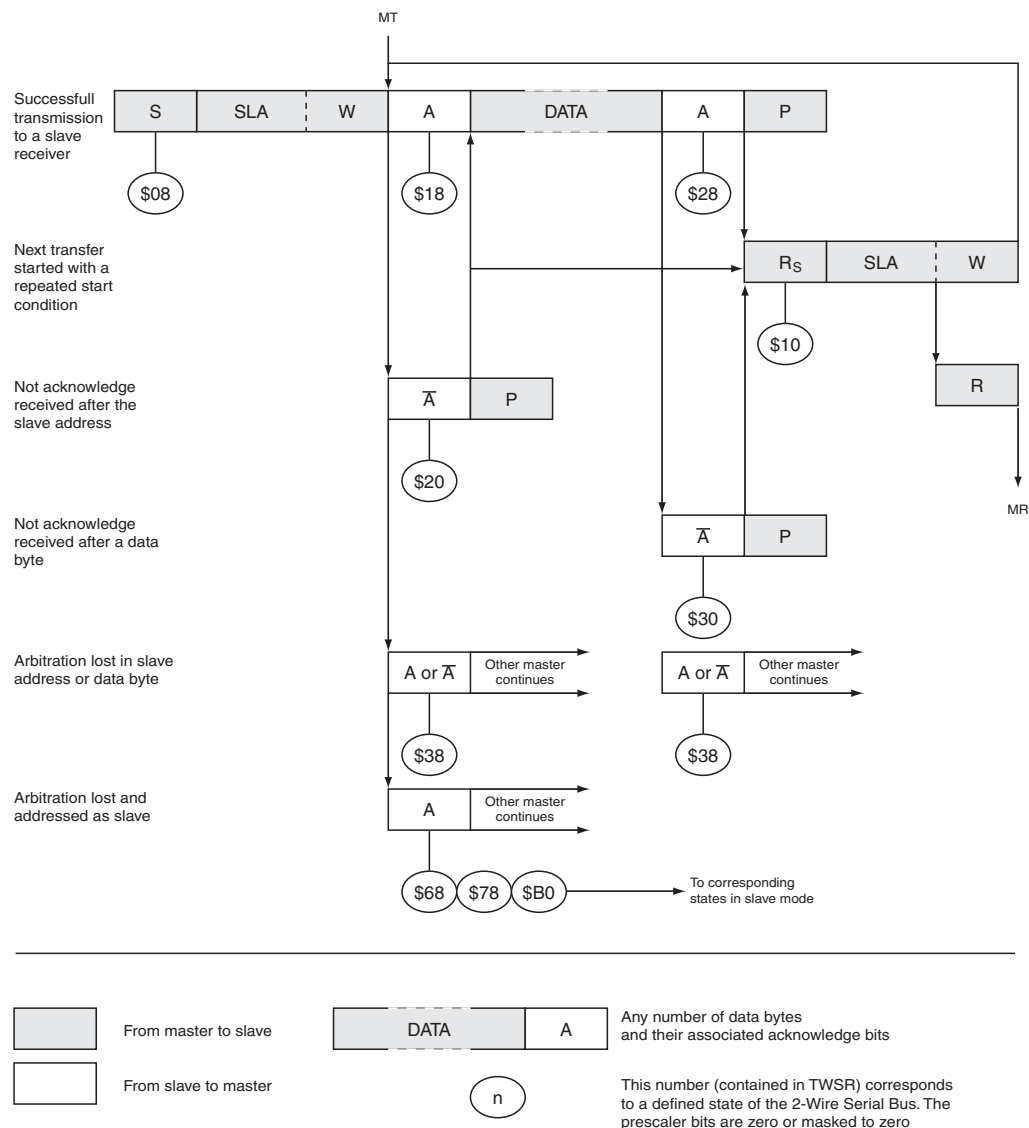 MT
Successfull
transmission
to a slave
receiver
S SLA W A DATA A P
$08 $18 $28
Next transfer
started with a
repeated start
condition
RS SLA W
$10
Not acknowledge
received after the
slave address
A P
R
$20
MR
Not acknowledge
received after a data
byte
A P
$30
Arbitration lost in slave
address or data byte
A or A
Other master
continues
A or A
Other master
continues
$38 $38
Arbitration lost and
addressed as slave
A
Other master
continues
$68 $78 $B0
To corresponding
states in slave mode
From master to slave
DATA A
Any number of data bytes
and their associated acknowledge bits
From slave to master
n
This number (contained in TWSR) corresponds
to a defined state of the 2-Wire Serial Bus. The
prescaler bits are zero or masked to zero